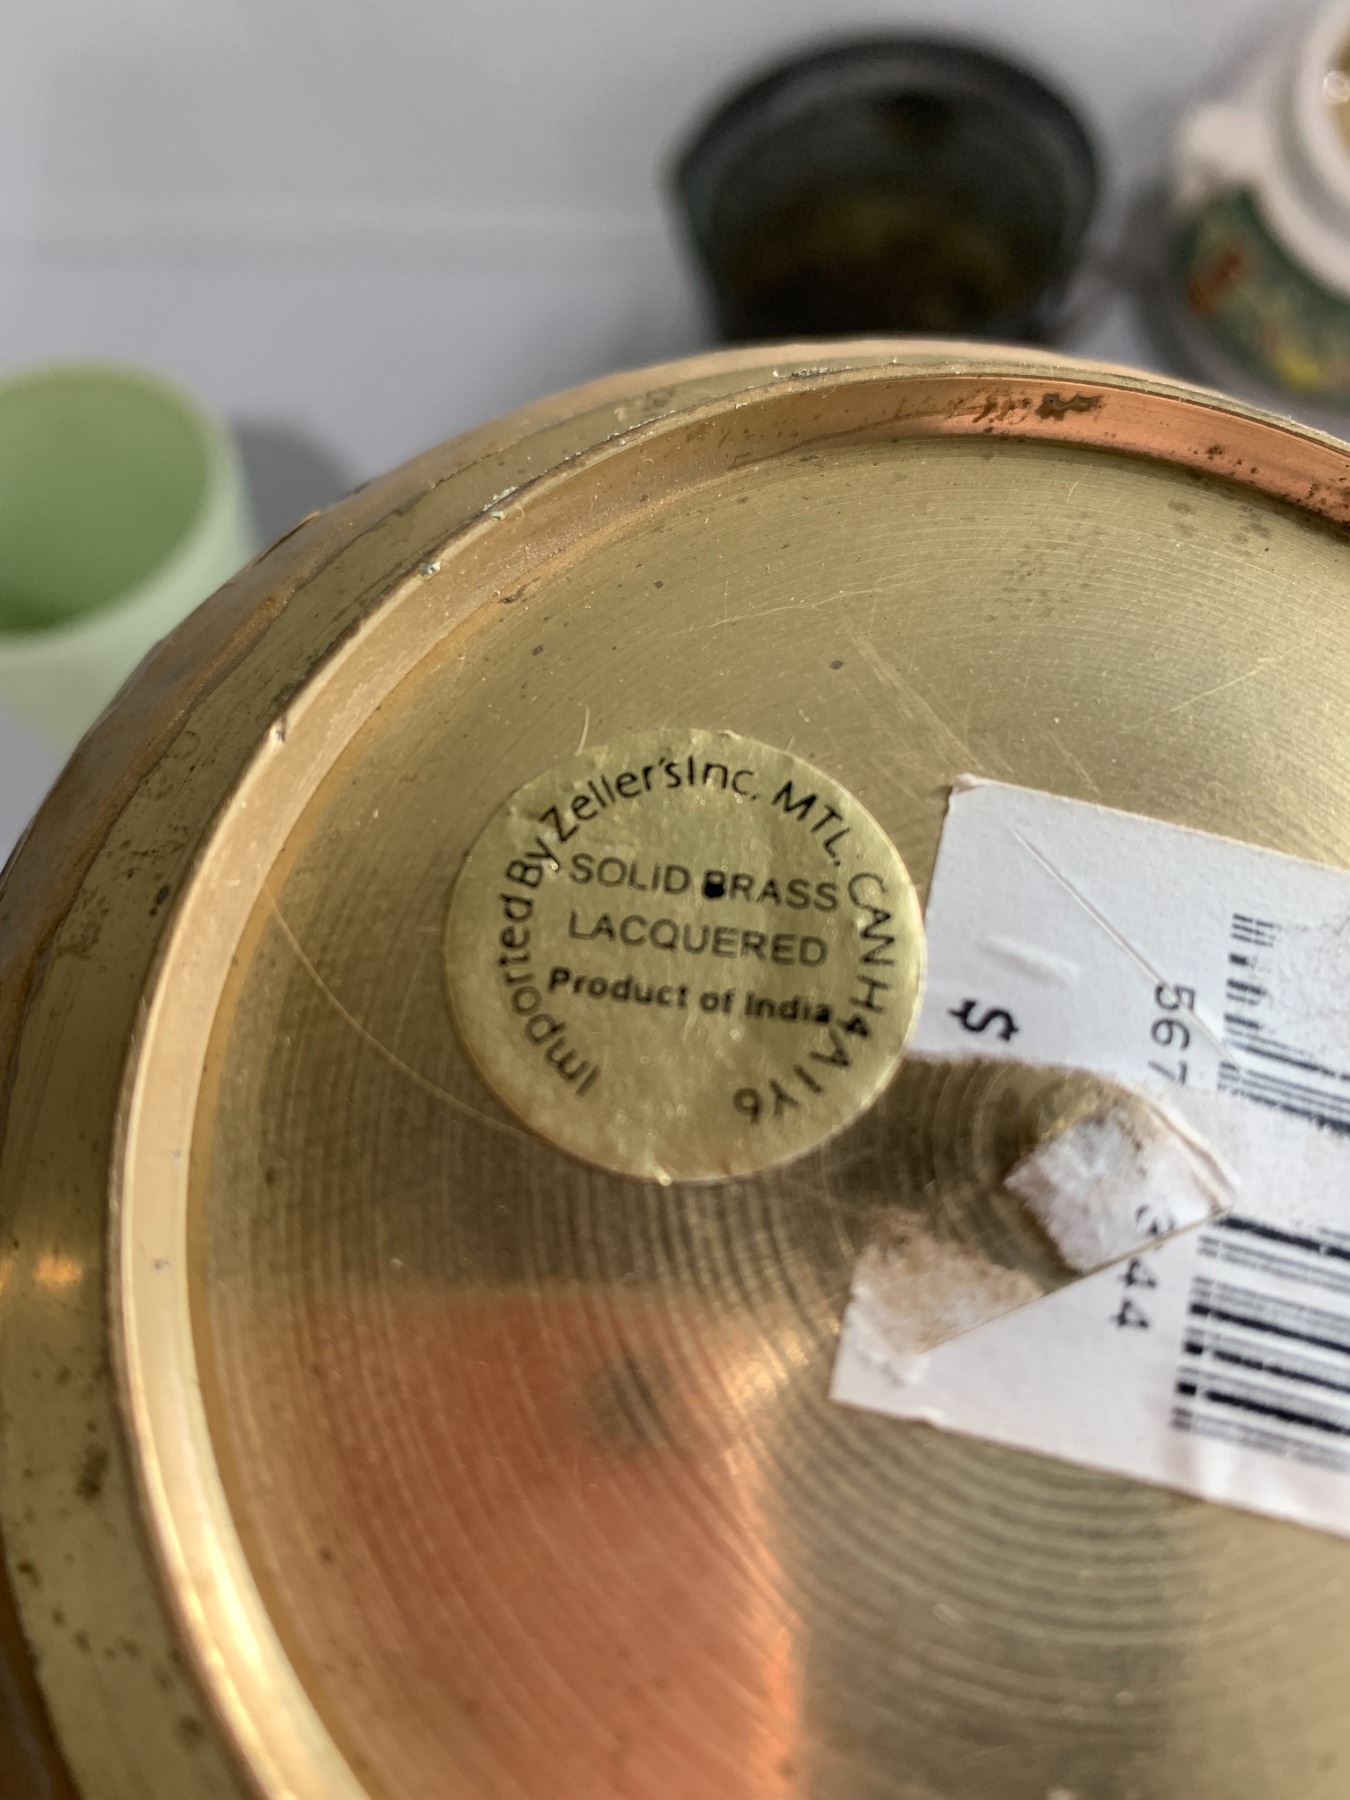 Imported By Zeller's Inc. MTL. CAN H4A 1Y6
SOLID BRASS
LACQUERED
Product of India
$
567
344